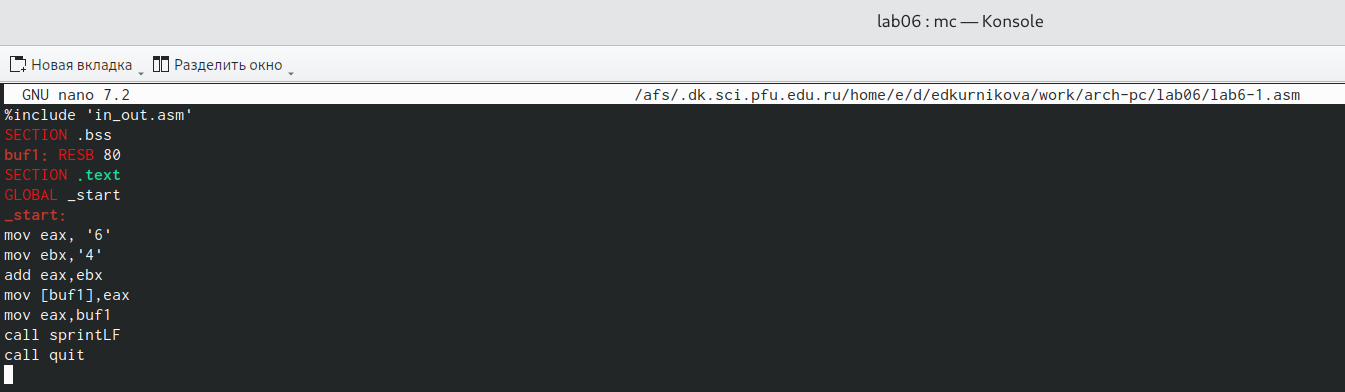 lab06 : mc — Konsole
Новая вкладка Разделить окно
GNU nano 7.2 /afs/.dk.sci.pfu.edu.ru/home/e/d/edkurnikova/work/arch-pc/lab06/lab6-1.asm
%include 'in_out.asm'
SECTION .bss
buf1: RESB 80
SECTION .text
GLOBAL _start
_start:
mov eax, '6'
mov ebx,'4'
add eax,ebx
mov [buf1],eax
mov eax,buf1
call sprintLF
call quit